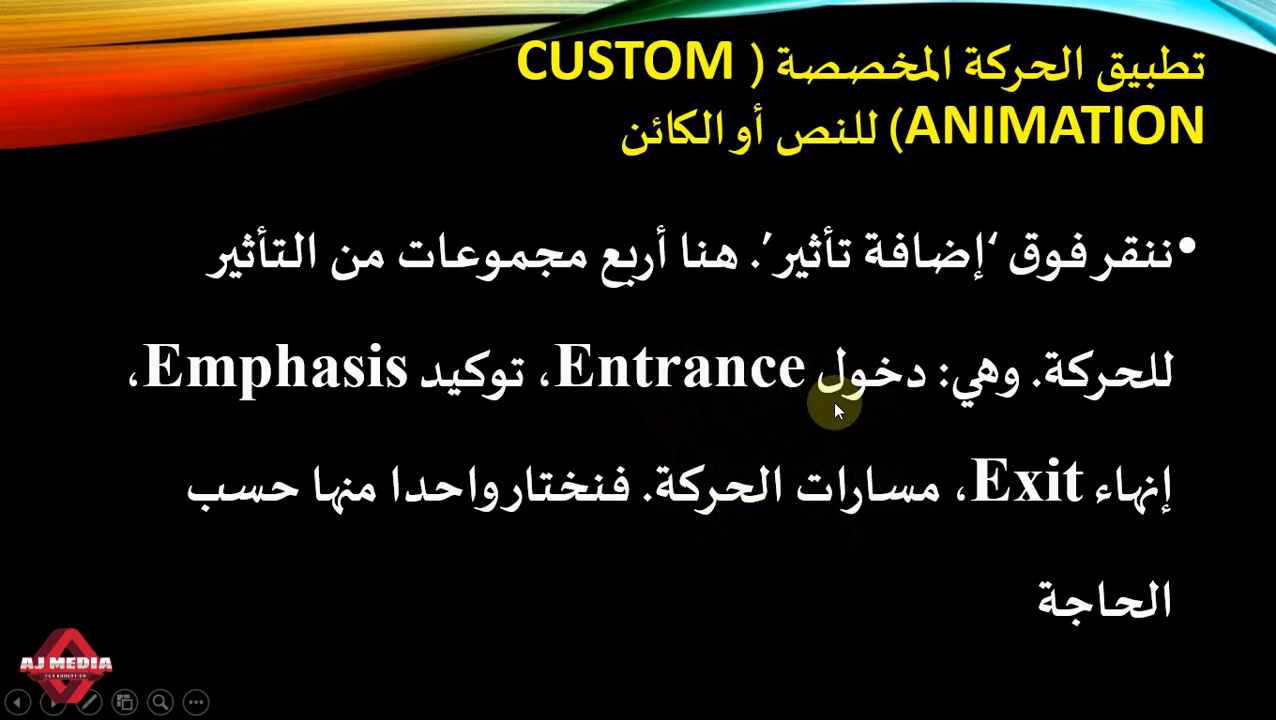 تطبيق الحركة المخصصة ( CUSTOM
ANIMATION) للنص أو الكائن
•ننقر فوق ‘إضافة تأثير’. هنا أربع مجموعات من التأثير
للحركة. وهي: دخول Entrance، توكيد Emphasis،
إنهاء Exit، مسارات الحركة. فنختار واحدا منها حسب
الحاجة
AJ MEDIA